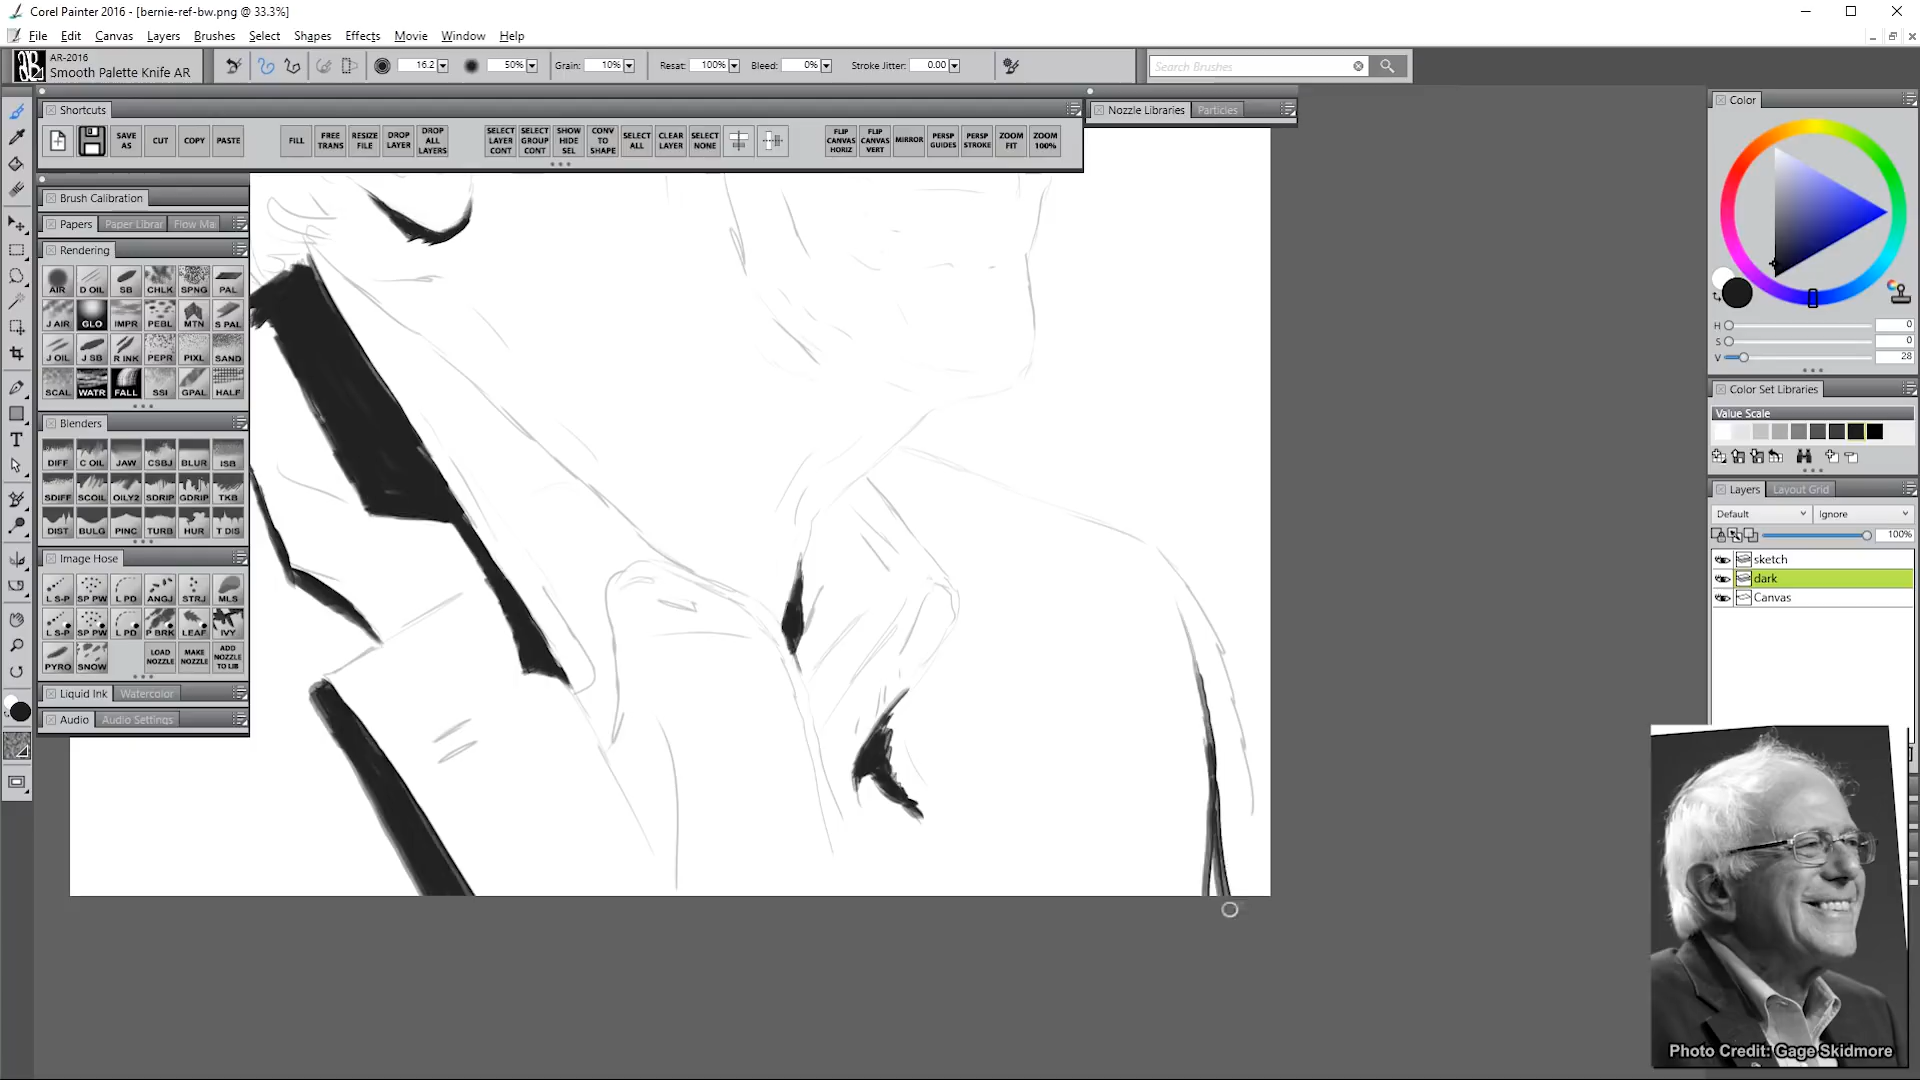 Corel Painter 2016 - [bernie-ref-bw.png @ 33.3%]
File Edit Canvas Layers Brushes Select Shapes Effects Movie Window Help
AR-2016
Smooth Palette Knife AR
16.2 50% Grain: 10% Resat: 100% Bleed: 0% Stroke Jitter: 0.00
Search Brushes
Shortcuts
SAVE AS CUT COPY PASTE FILL FREE TRANS RESIZE FILE DROP LAYER DROP ALL LAYERS SELECT LAYER CONT SELECT GROUP CONT SHOW HIDE SEL CONV TO SHAPE SELECT ALL CLEAR LAYER SELECT NONE FLIP CANVAS HORIZ FLIP CANVAS VERT MIRROR PERSP GUIDES PERSP STROKE ZOOM FIT ZOOM 100%
Nozzle Libraries Particles
Brush Calibration
Papers Paper Librar Flow Ma
Rendering
AIR D OIL SB CHLK SPNG PAL
J AIR GLO IMPR PEBL MTN S PAL
J OIL J SB R INK PEPR PIXL SAND
SCAL WATR FALL SSI GPAL HALF
Blenders
DIFF C OIL JAW CSBJ BLUR ISB
SDIFF SCOIL OILY2 SDRIP GDRIP TKB
DIST BULG PINC TURB HUR T DIS
Image Hose
L S-P SP PW L PD ANGJ STRJ MLS
L S-P SP PW L PD P BRK LEAF IVY
PYRO SNOW LOAD NOZZLE MAKE NOZZLE ADD NOZZLE TO LIB
Liquid Ink Watercolor
Audio Audio Settings
T
Color
H 0
S 0
V 28
Color Set Libraries
Value Scale
Layers Layout Grid
Default Ignore
100%
sketch
dark
Canvas
Photo Credit: Gage Skidmore